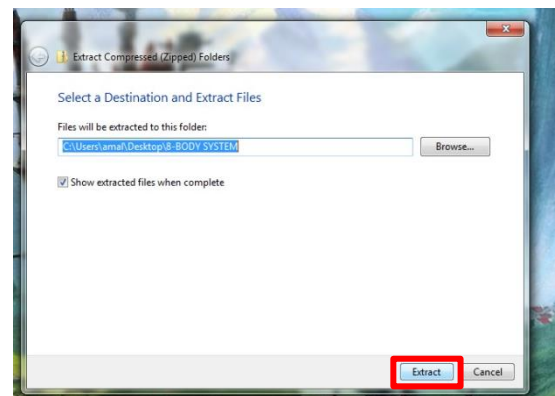 Extract Compressed (Zipped) Folders
Select a Destination and Extract Files
Files will be extracted to this folder:
C:\Users\amal\Desktop\8-BODY SYSTEM
Browse...
Show extracted files when complete
Extract
Cancel